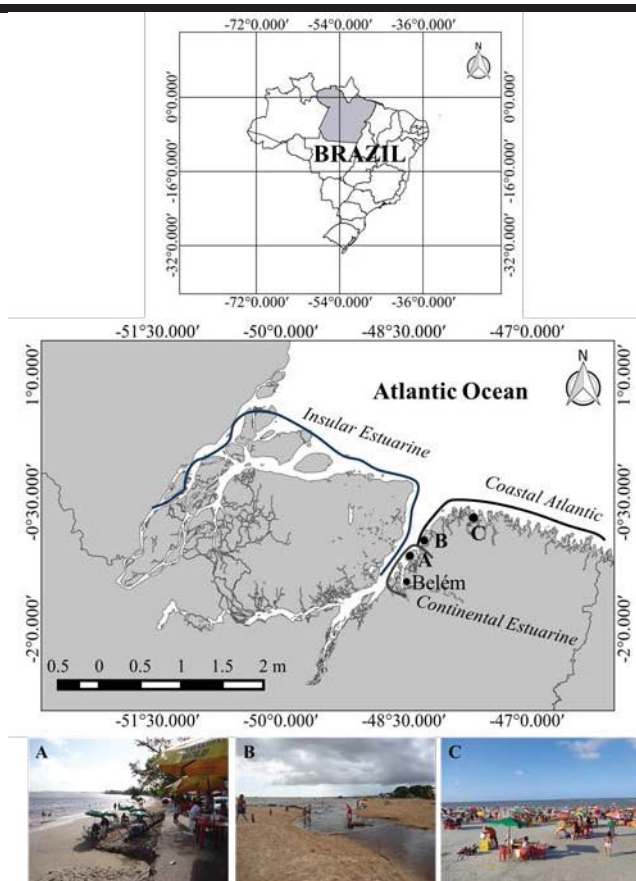 -72°0.000′ -54°0.000′ -36°0.000′
N
0°0.000′ 0°0.000′
BRAZIL
-16°0.000′ -16°0.000′
-32°0.000′ -32°0.000′
-72°0.000′ -54°0.000′ -36°0.000′
-51°30.000′ -50°0.000′ -48°30.000′ -47°0.000′
1°0.000′ 1°0.000′
N
Atlantic Ocean
Insular Estuarine
Coastal Atlantic
-0°30.000′ -0°30.000′
C
B
A
Belém
Continental Estuarine
-2°0.000′ -2°0.000′
0.5 0 0.5 1 1.5 2 m
-51°30.000′ -50°0.000′ -48°30.000′ -47°0.000′
A B C